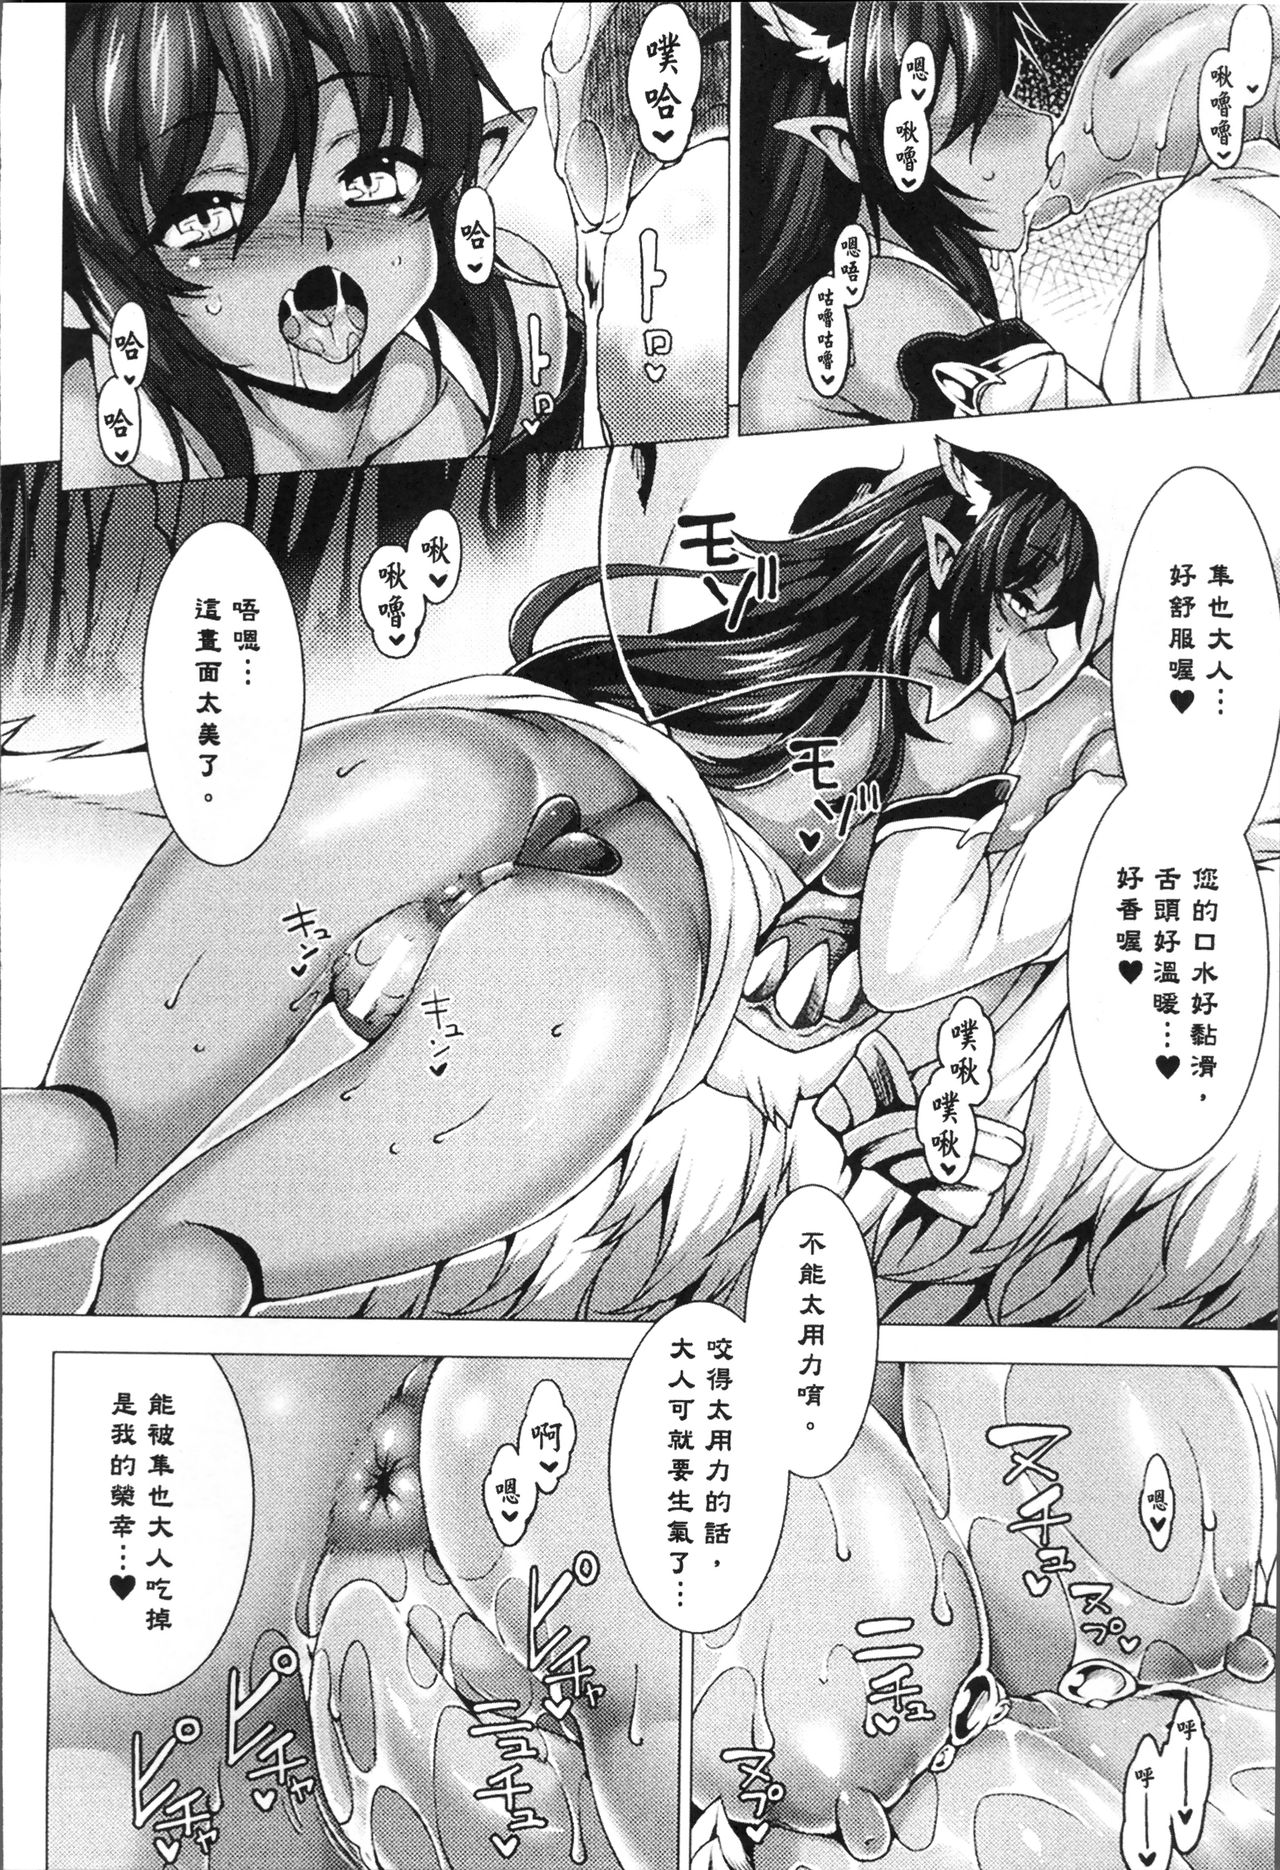 啾嚕嚕♥
嗯♥
啾嚕♥
嗯唔♥
咕嚕咕嚕♥
噗哈♥
トロ♡
哈♥
トロ♡
哈♥
哈♥
隼也大人…
好舒服喔♥
您的口水好黏滑，
舌頭好溫暖…♥
好香喔♥
モゾ
モゾ♥
啾♥
啾嚕♥
唔嗯…
這畫面太美了。
キュン♡
キュン♡
噗啾噗啾♥
不能太用力唷。
咬得太用力的話，
大人可就要生氣了…
ヌチュ♡
嗯♥
ヌプ♡
ニチュ♡
ヌプ♡
呼——♥
呼——♥
啊♥
嗯♥
ピチャ♡
ニュチュ♡
ピチャ♡
ピチャ♡
能被隼也大人吃掉
是我的榮幸…♥